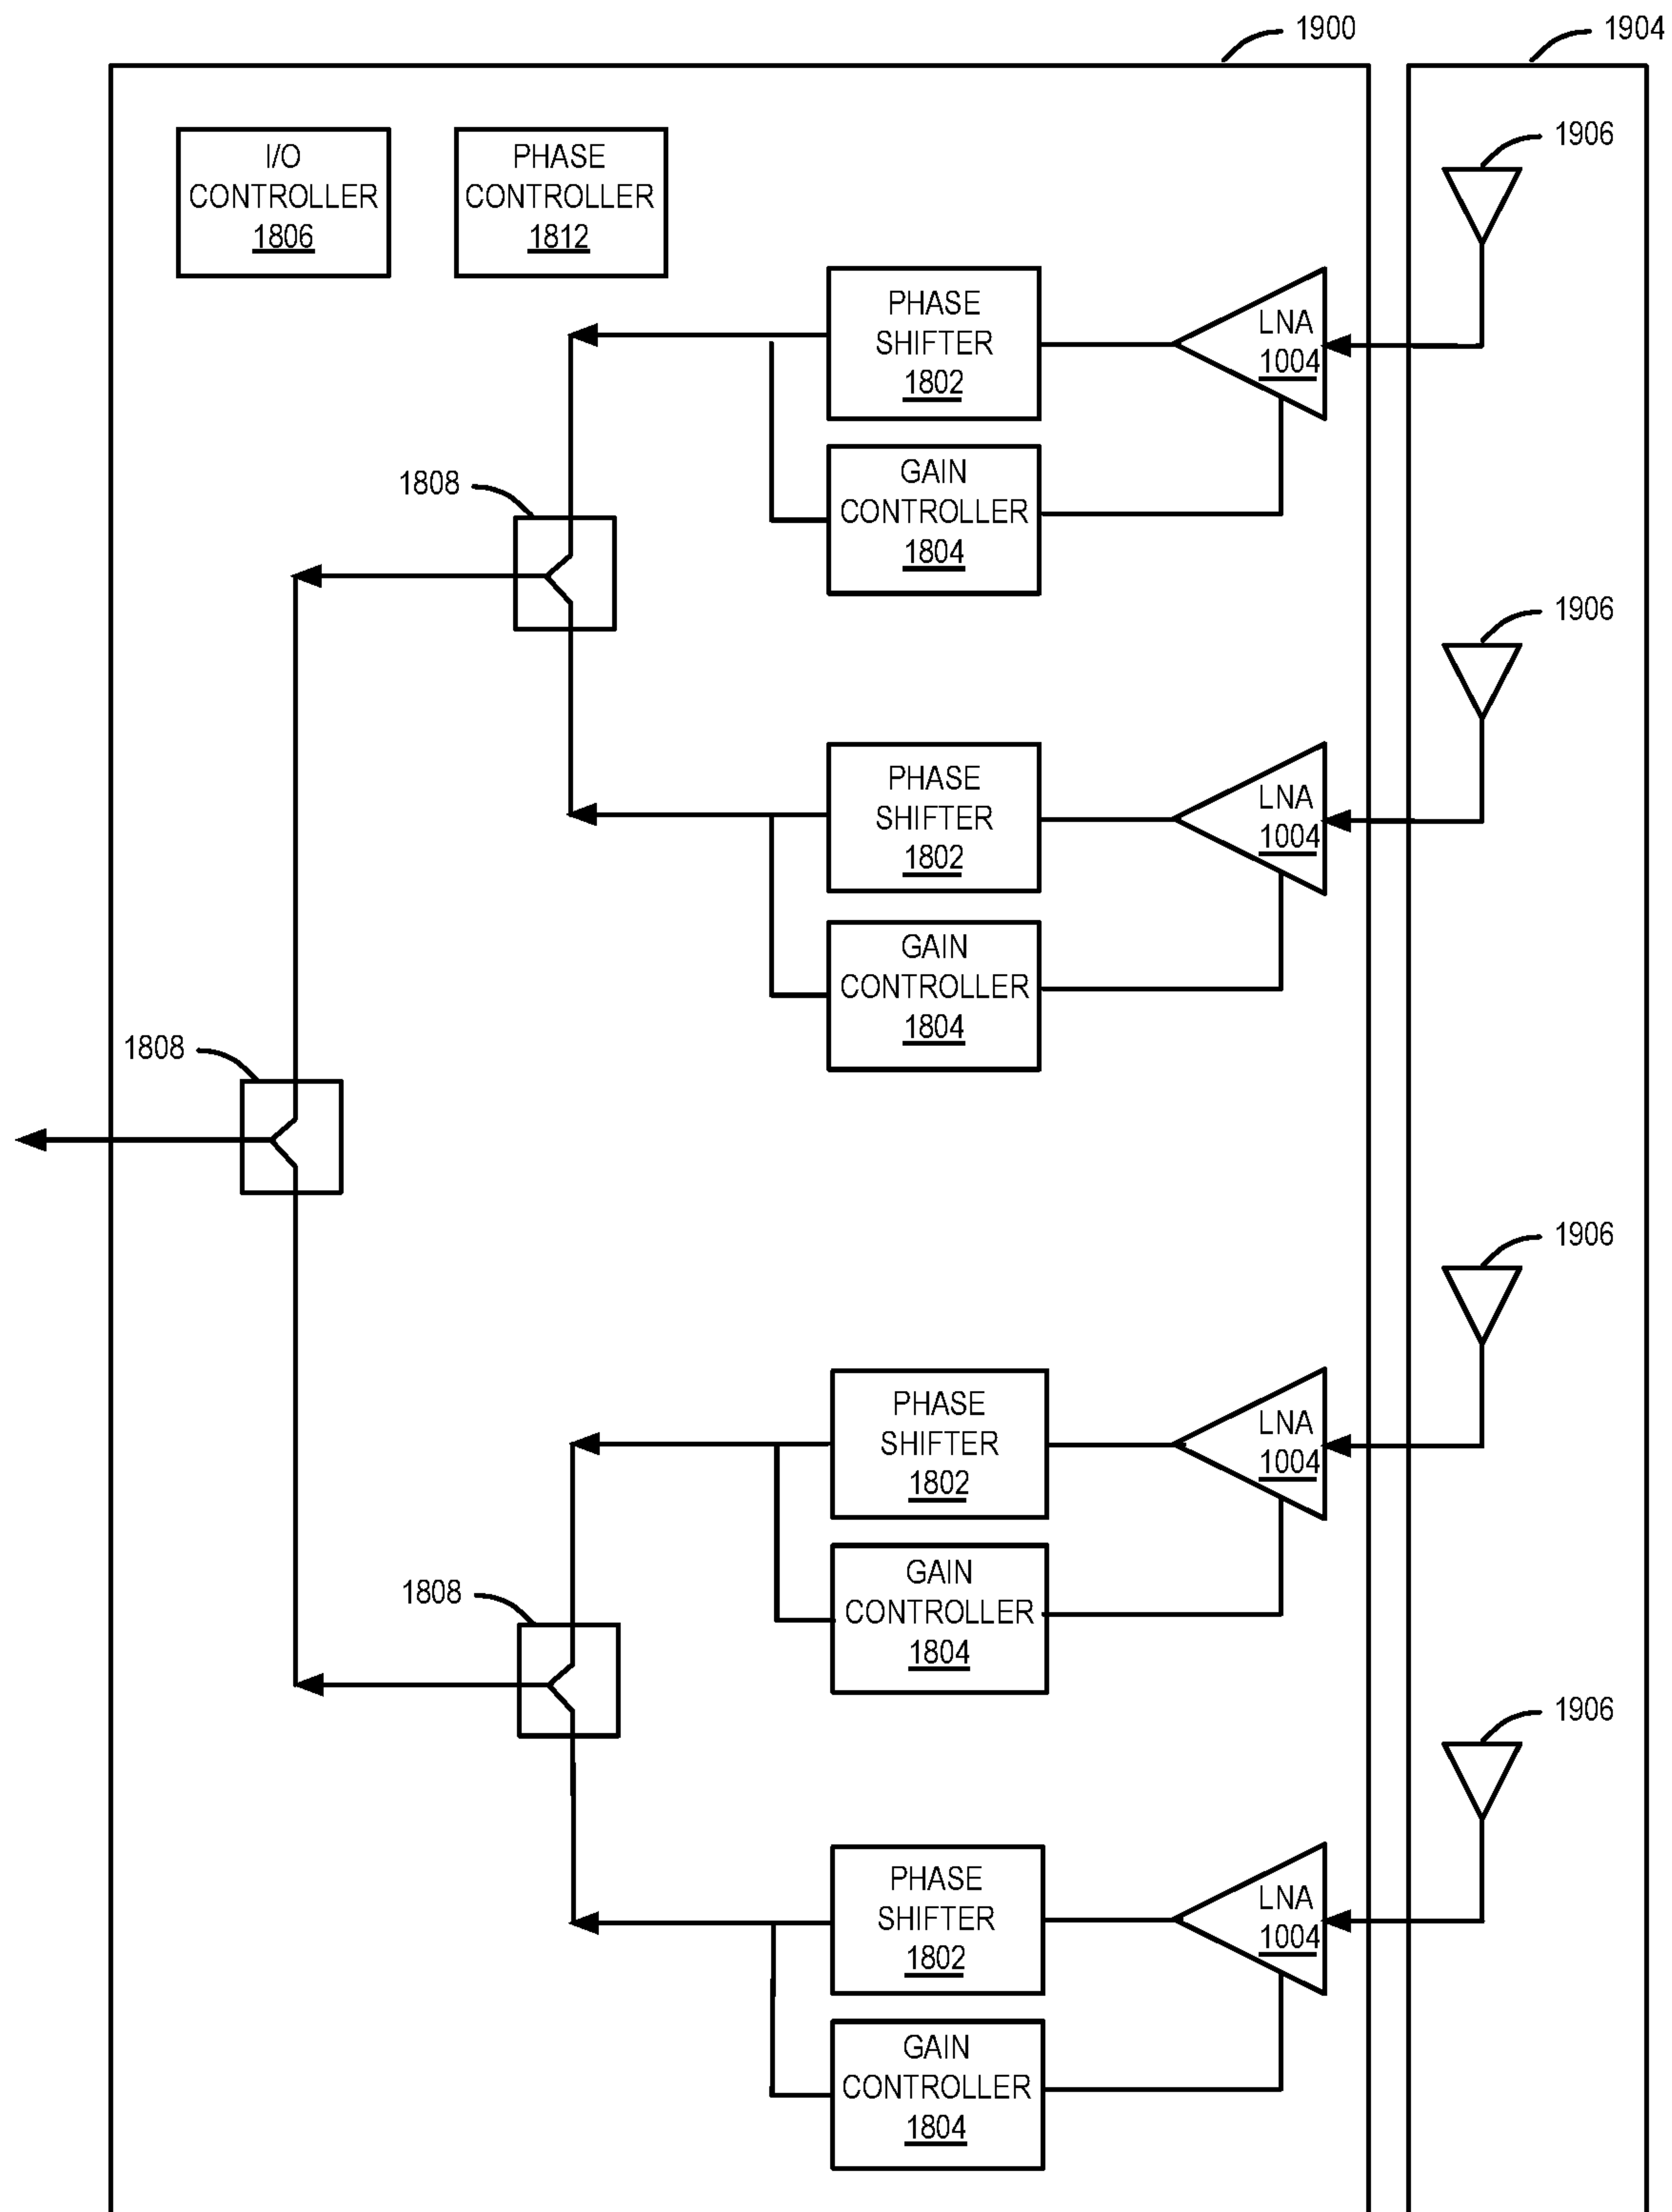 1900
1904
1906
I/O
CONTROLLER
1806
PHASE
CONTROLLER
1812
PHASE
SHIFTER
1802
LNA
1004
GAIN
CONTROLLER
1804
1808
1906
PHASE
SHIFTER
1802
LNA
1004
GAIN
CONTROLLER
1804
1808
1906
PHASE
SHIFTER
1802
LNA
1004
GAIN
CONTROLLER
1804
1808
1906
PHASE
SHIFTER
1802
LNA
1004
GAIN
CONTROLLER
1804